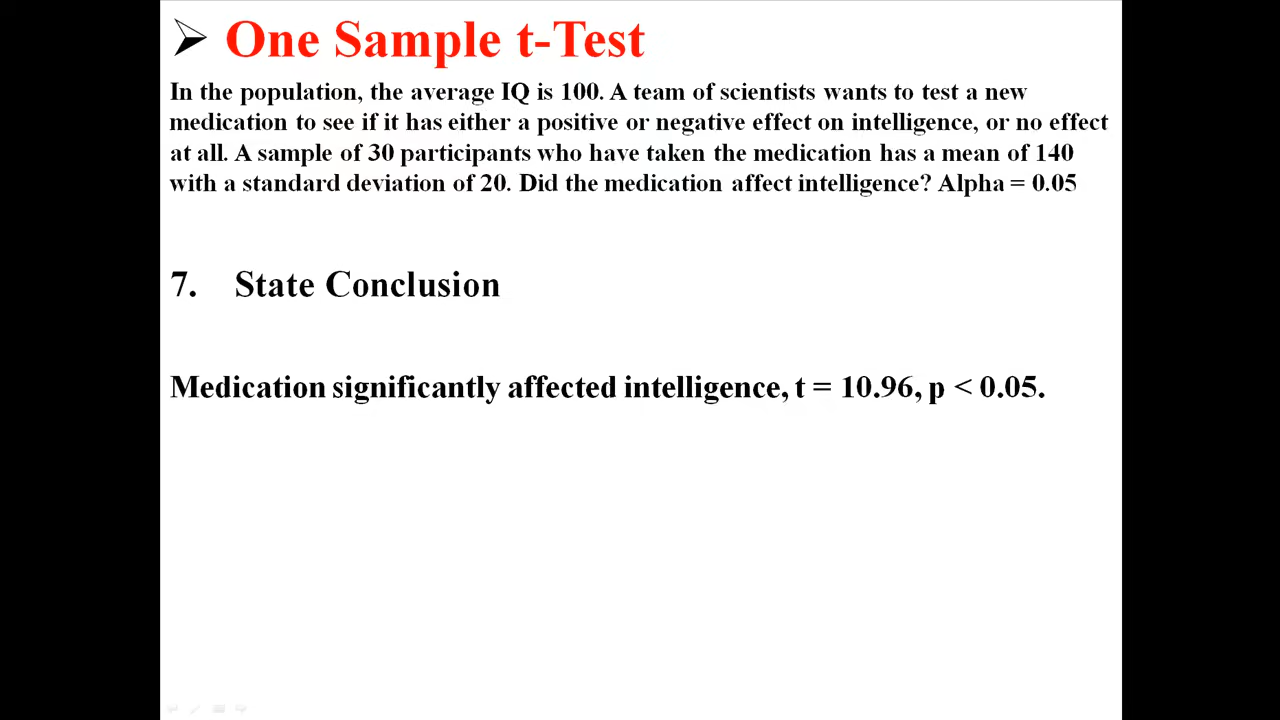 ➢ One Sample t-Test
In the population, the average IQ is 100. A team of scientists wants to test a new
medication to see if it has either a positive or negative effect on intelligence, or no effect
at all. A sample of 30 participants who have taken the medication has a mean of 140
with a standard deviation of 20. Did the medication affect intelligence? Alpha = 0.05
7. State Conclusion
Medication significantly affected intelligence, t = 10.96, p < 0.05.